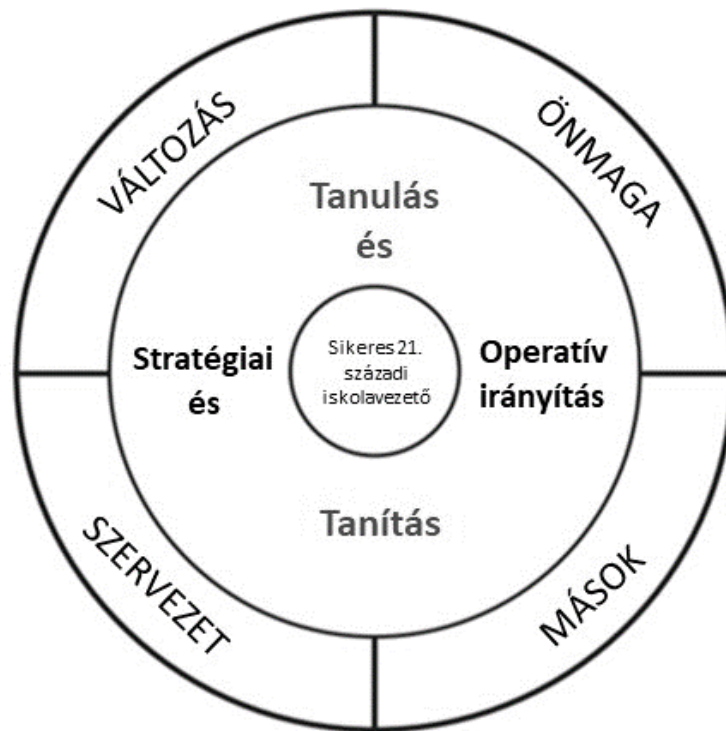 VÁLTOZÁS
ÖNMAGA
Tanulás
és
Stratégiai
és
Sikeres 21.
századi
iskolavezető
Operatív
irányítás
Tanítás
SZERVEZET
MÁSOK